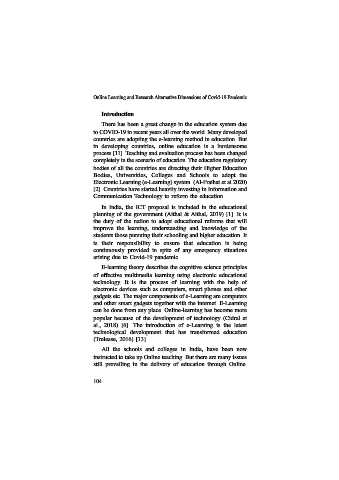 Online Learning and Research Alternative Dimensions of Covid-19 Pandemic
Introduction
There has been a great change in the education system due
to COVID-19 in recent years all over the world. Many developed
countries are adopting the e-learning method in education. But
in developing countries, online education is a burdensome
process [11]. Teaching and evaluation process has been changed
completely in the scenario of education. The education regulatory
bodies of all the countries are directing their Higher Education
Bodies, Universities, Colleges and Schools to adopt the
Electronic Learning (e-Learning) system. (Al-Fraihat et al 2020)
[2]. Countries have started heavily investing in Information and
Communication Technology to reform the education.
In India, the ICT proposal is included in the educational
planning of the government (Aithal & Aithal, 2019) [1]. It is
the duty of the nation to adopt educational reforms that will
improve the learning, understanding and knowledge of the
students those pursuing their schooling and higher education. It
is their responsibility to ensure that education is being
continuously provided in spite of any emergency situations
arising due to Covid-19 pandemic.
E-learning theory describes the cognitive science principles
of effective multimedia learning using electronic educational
technology. It is the process of learning with the help of
electronic devices such as computers, smart phones and other
gadgets etc. The major components of e-Learning are computers
and other smart gadgets together with the internet. E-Learning
can be done from any place. Online-learning has become more
popular because of the development of technology (Cidral et
al., 2018) [6]. The introduction of e-Learning is the latest
technological development that has transformed education
(Trelease, 2016) [13].
All the schools and colleges in India, have been now
instructed to take up Online teaching. But there are many issues
still prevailing in the delivery of education through Online
104